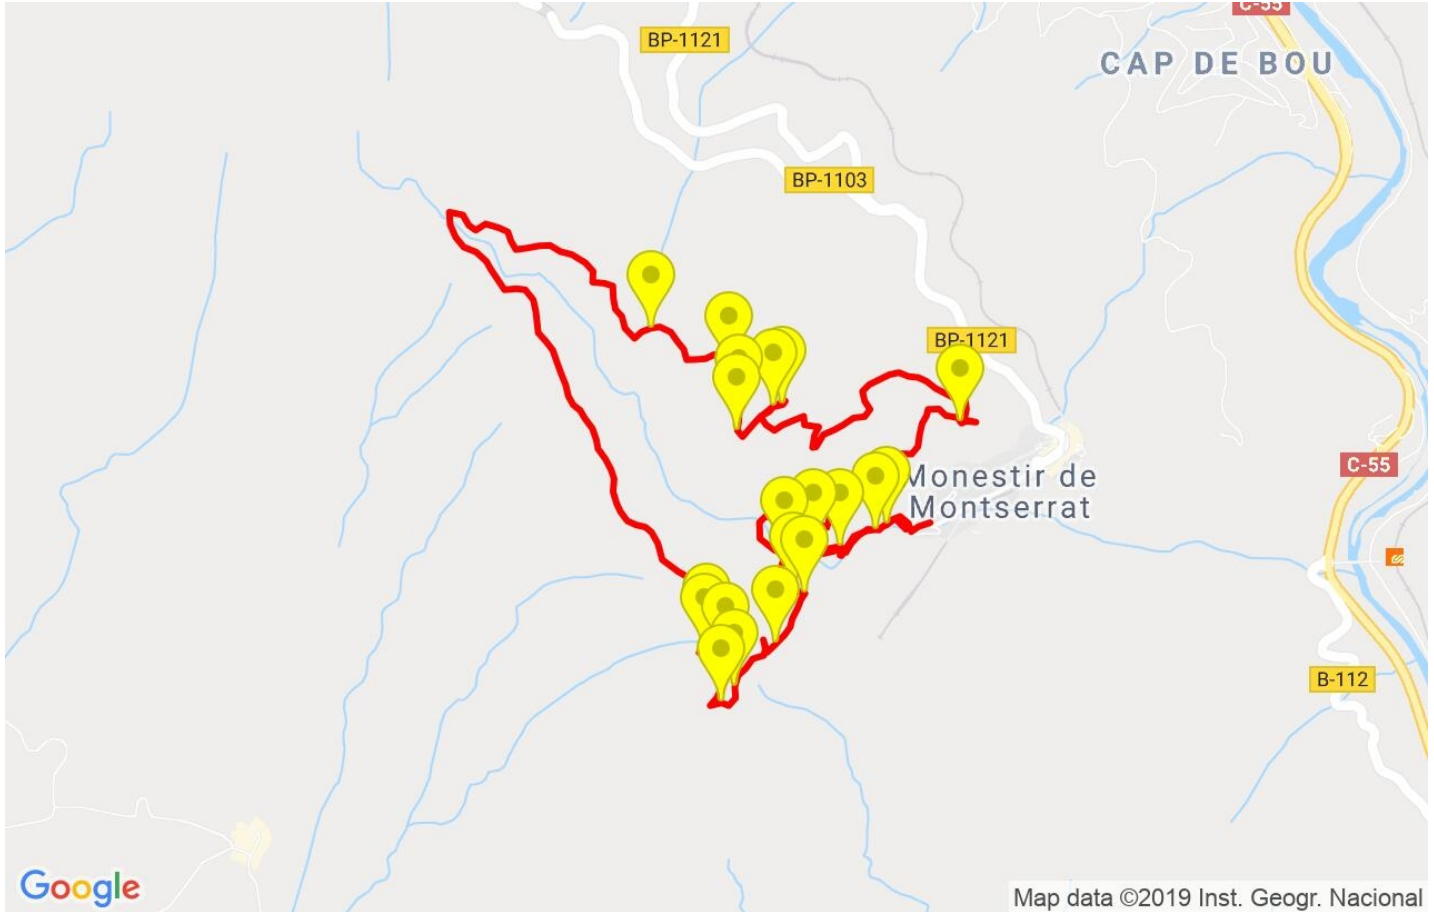 C-55
BP-1121
CAP DE BOU
BP-1103
BP-1121
C-55
Monestir de
Montserrat
B-112
Google
Map data ©2019 Inst. Geogr. Nacional